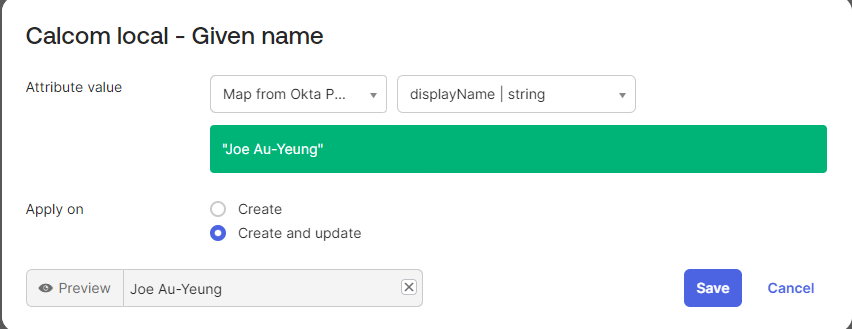 Calcom local - Given name
Attribute value
Map from Okta P...
displayName | string
"Joe Au-Yeung"
Apply on
Create
Create and update
Preview
Joe Au-Yeung
Save
Cancel